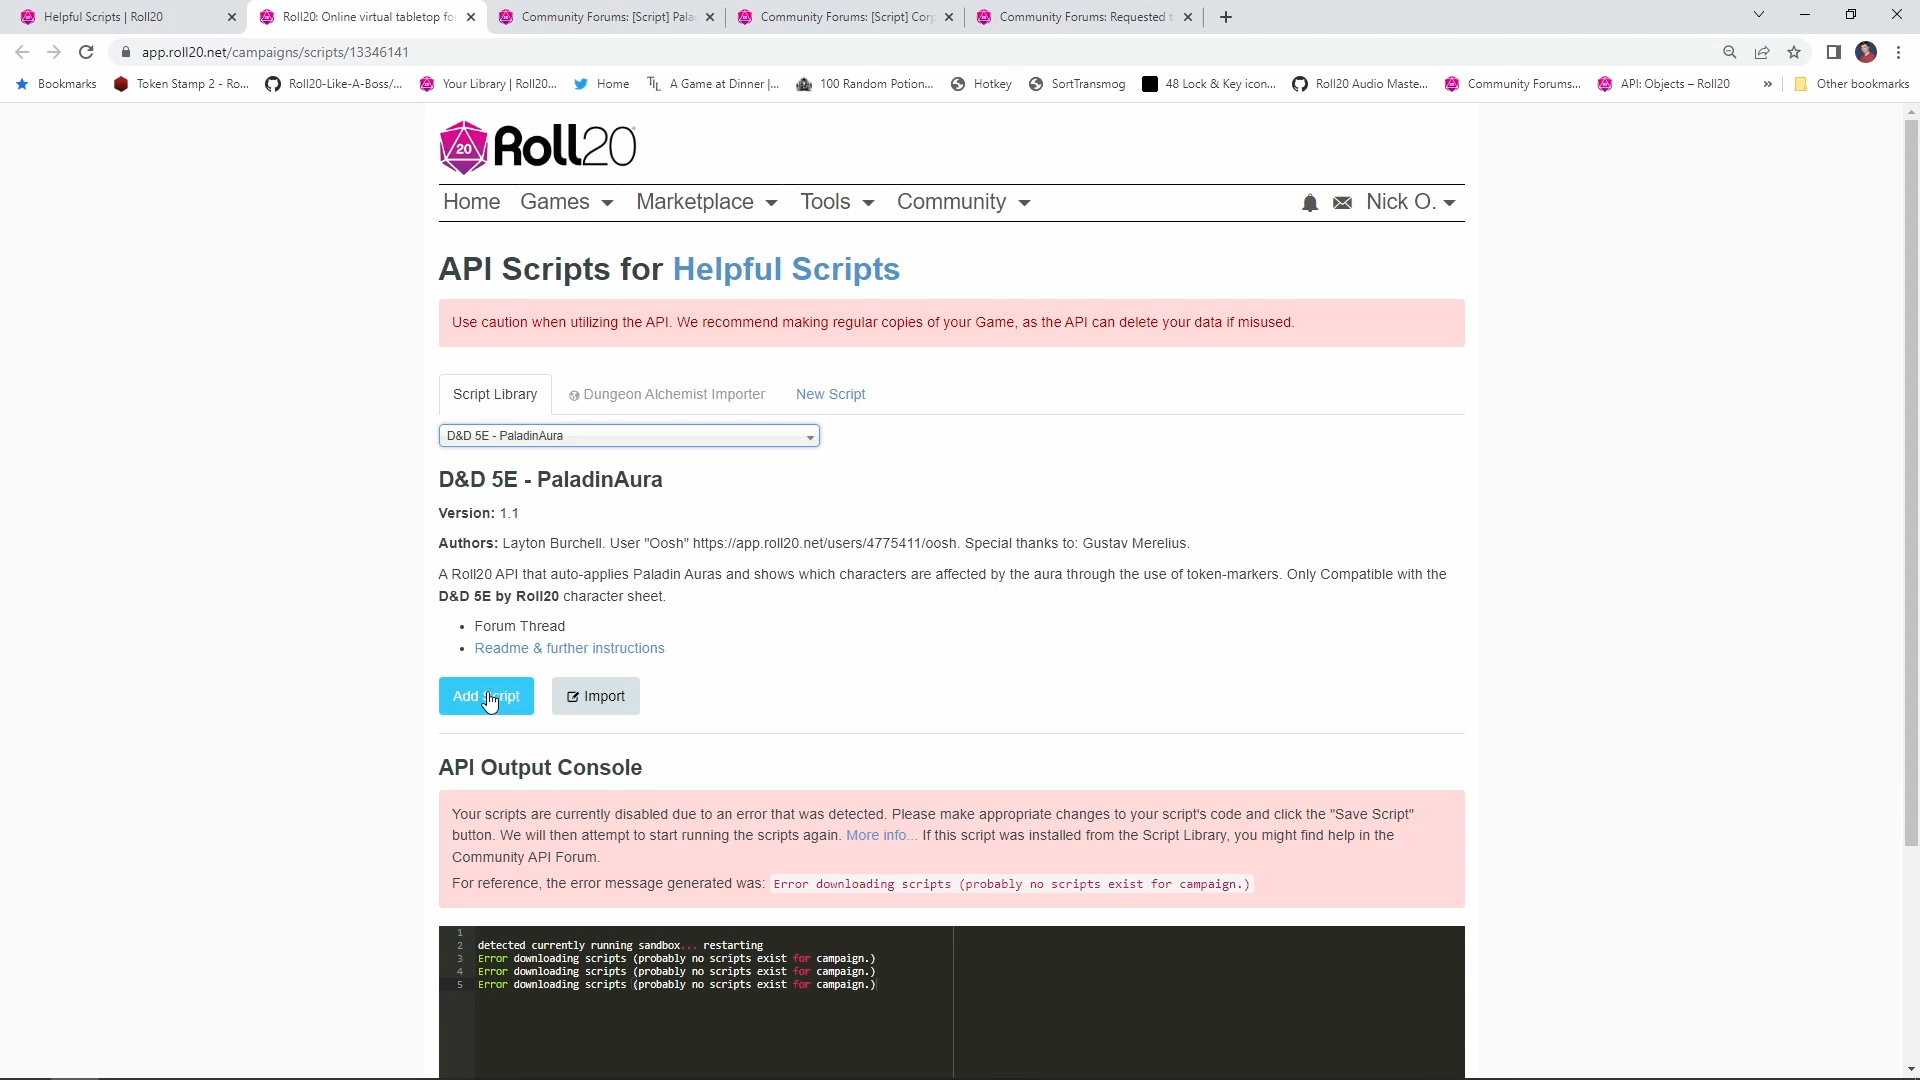 Helpful Scripts | Roll20
Roll20: Online virtual tabletop for
Community Forums: [Script] Pala
Community Forums: [Script] Corp
Community Forums: Requested t
app.roll20.net/campaigns/scripts/13346141
Bookmarks
Token Stamp 2 - Ro...
Roll20-Like-A-Boss/...
Your Library | Roll20...
Home
A Game at Dinner |...
100 Random Potion...
Hotkey
SortTransmog
48 Lock & Key icon...
Roll20 Audio Maste...
Community Forums...
API: Objects – Roll20
»
Other bookmarks
20 Roll20
Home Games Marketplace Tools Community Nick O.
API Scripts for Helpful Scripts
Use caution when utilizing the API. We recommend making regular copies of your Game, as the API can delete your data if misused.
Script Library Dungeon Alchemist Importer New Script
D&D 5E - PaladinAura
D&D 5E - PaladinAura
Version: 1.1
Authors: Layton Burchell. User "Oosh" https://app.roll20.net/users/4775411/oosh. Special thanks to: Gustav Merelius.
A Roll20 API that auto-applies Paladin Auras and shows which characters are affected by the aura through the use of token-markers. Only Compatible with the
D&D 5E by Roll20 character sheet.
• Forum Thread
• Readme & further instructions
Add Script Import
API Output Console
Your scripts are currently disabled due to an error that was detected. Please make appropriate changes to your script's code and click the "Save Script"
button. We will then attempt to start running the scripts again. More info... If this script was installed from the Script Library, you might find help in the
Community API Forum.
For reference, the error message generated was: Error downloading scripts (probably no scripts exist for campaign.)
1
2 detected currently running sandbox... restarting
3 Error downloading scripts (probably no scripts exist for campaign.)
4 Error downloading scripts (probably no scripts exist for campaign.)
5 Error downloading scripts (probably no scripts exist for campaign.)